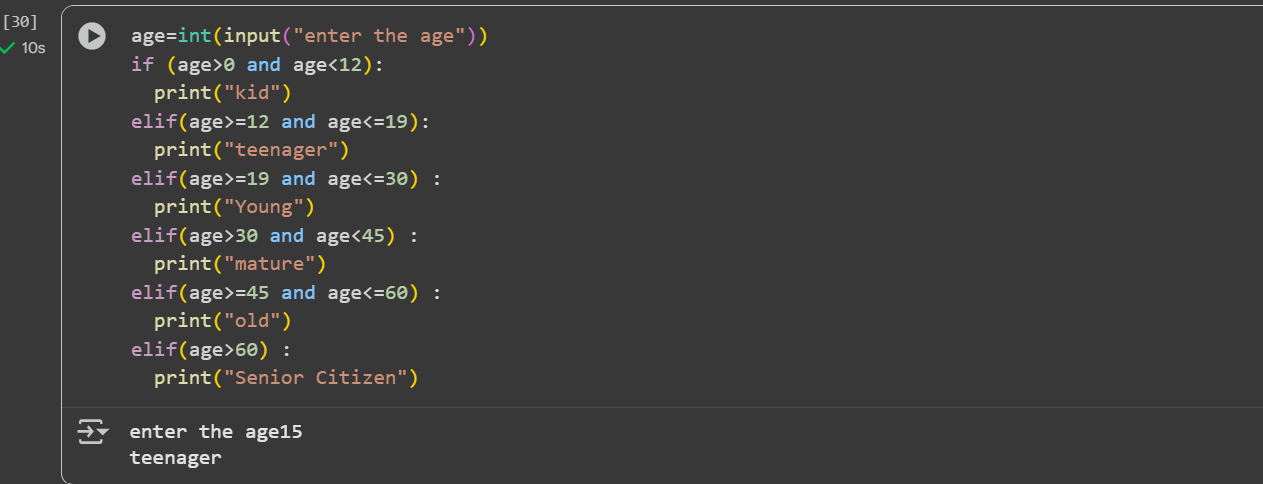 [30]
10s
age=int(input("enter the age"))
if (age>0 and age<12):
  print("kid")
elif(age>=12 and age<=19):
  print("teenager")
elif(age>=19 and age<=30) :
  print("Young")
elif(age>30 and age<45) :
  print("mature")
elif(age>=45 and age<=60) :
  print("old")
elif(age>60) :
  print("Senior Citizen")
enter the age15
teenager